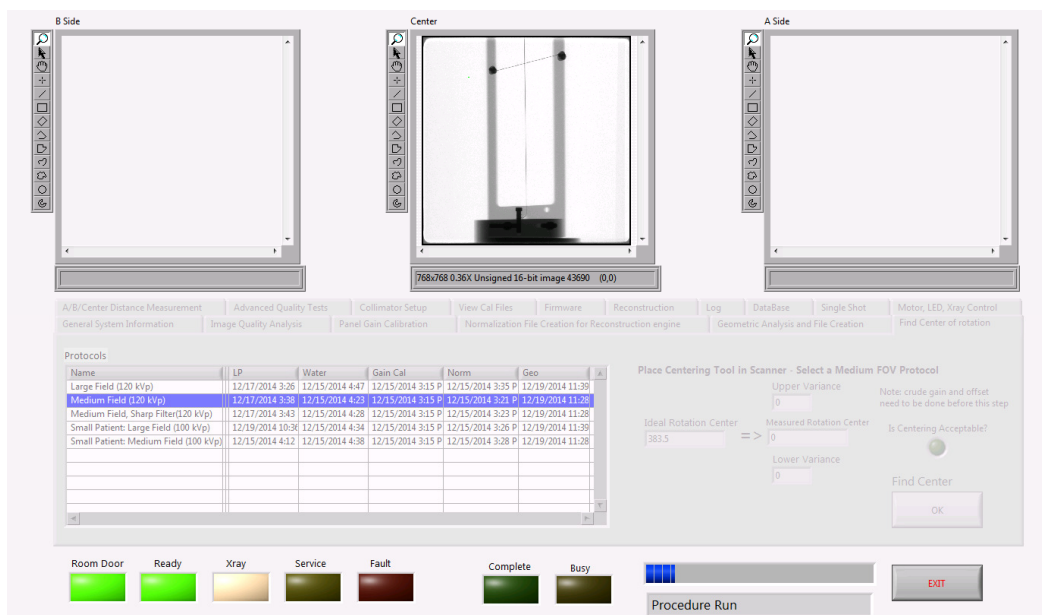 B Side
Center
A Side
768x768 0.36X Unsigned 16-bit image 43690 (0,0)
A/B/Center Distance Measurement Advanced Quality Tests Collimator Setup View Cal Files Firmware Reconstruction Log DataBase Single Shot Motor, LED, Xray Control
General System Information Image Quality Analysis Panel Gain Calibration Normalization File Creation for Reconstruction engine Geometric Analysis and File Creation Find Center of rotation
Protocols
Name LP Water Gain Cal Norm Geo
Large Field (120 kVp) 12/17/2014 3:26 12/15/2014 4:47 12/15/2014 3:15 P 12/15/2014 3:35 P 12/19/2014 11:39
Medium Field (120 kVp) 12/17/2014 3:38 12/15/2014 4:23 12/15/2014 3:15 P 12/15/2014 3:21 P 12/19/2014 11:28
Medium Field, Sharp Filter(120 kVp) 12/17/2014 3:43 12/15/2014 4:28 12/15/2014 3:15 P 12/15/2014 3:23 P 12/19/2014 11:28
Small Patient: Large Field (100 kVp) 12/19/2014 10:36 12/15/2014 4:34 12/15/2014 3:15 P 12/15/2014 3:26 P 12/19/2014 11:39
Small Patient: Medium Field (100 kVp) 12/15/2014 4:12 12/15/2014 4:38 12/15/2014 3:15 P 12/15/2014 3:28 P 12/19/2014 11:28
Place Centering Tool in Scanner - Select a Medium FOV Protocol
Upper Variance
0
Note: crude gain and offset
need to be done before this step
Ideal Rotation Center
383.5
=>
Measured Rotation Center
0
Is Centering Acceptable?
Lower Variance
0
Find Center
OK
Room Door Ready Xray Service Fault Complete Busy
EXIT
Procedure Run